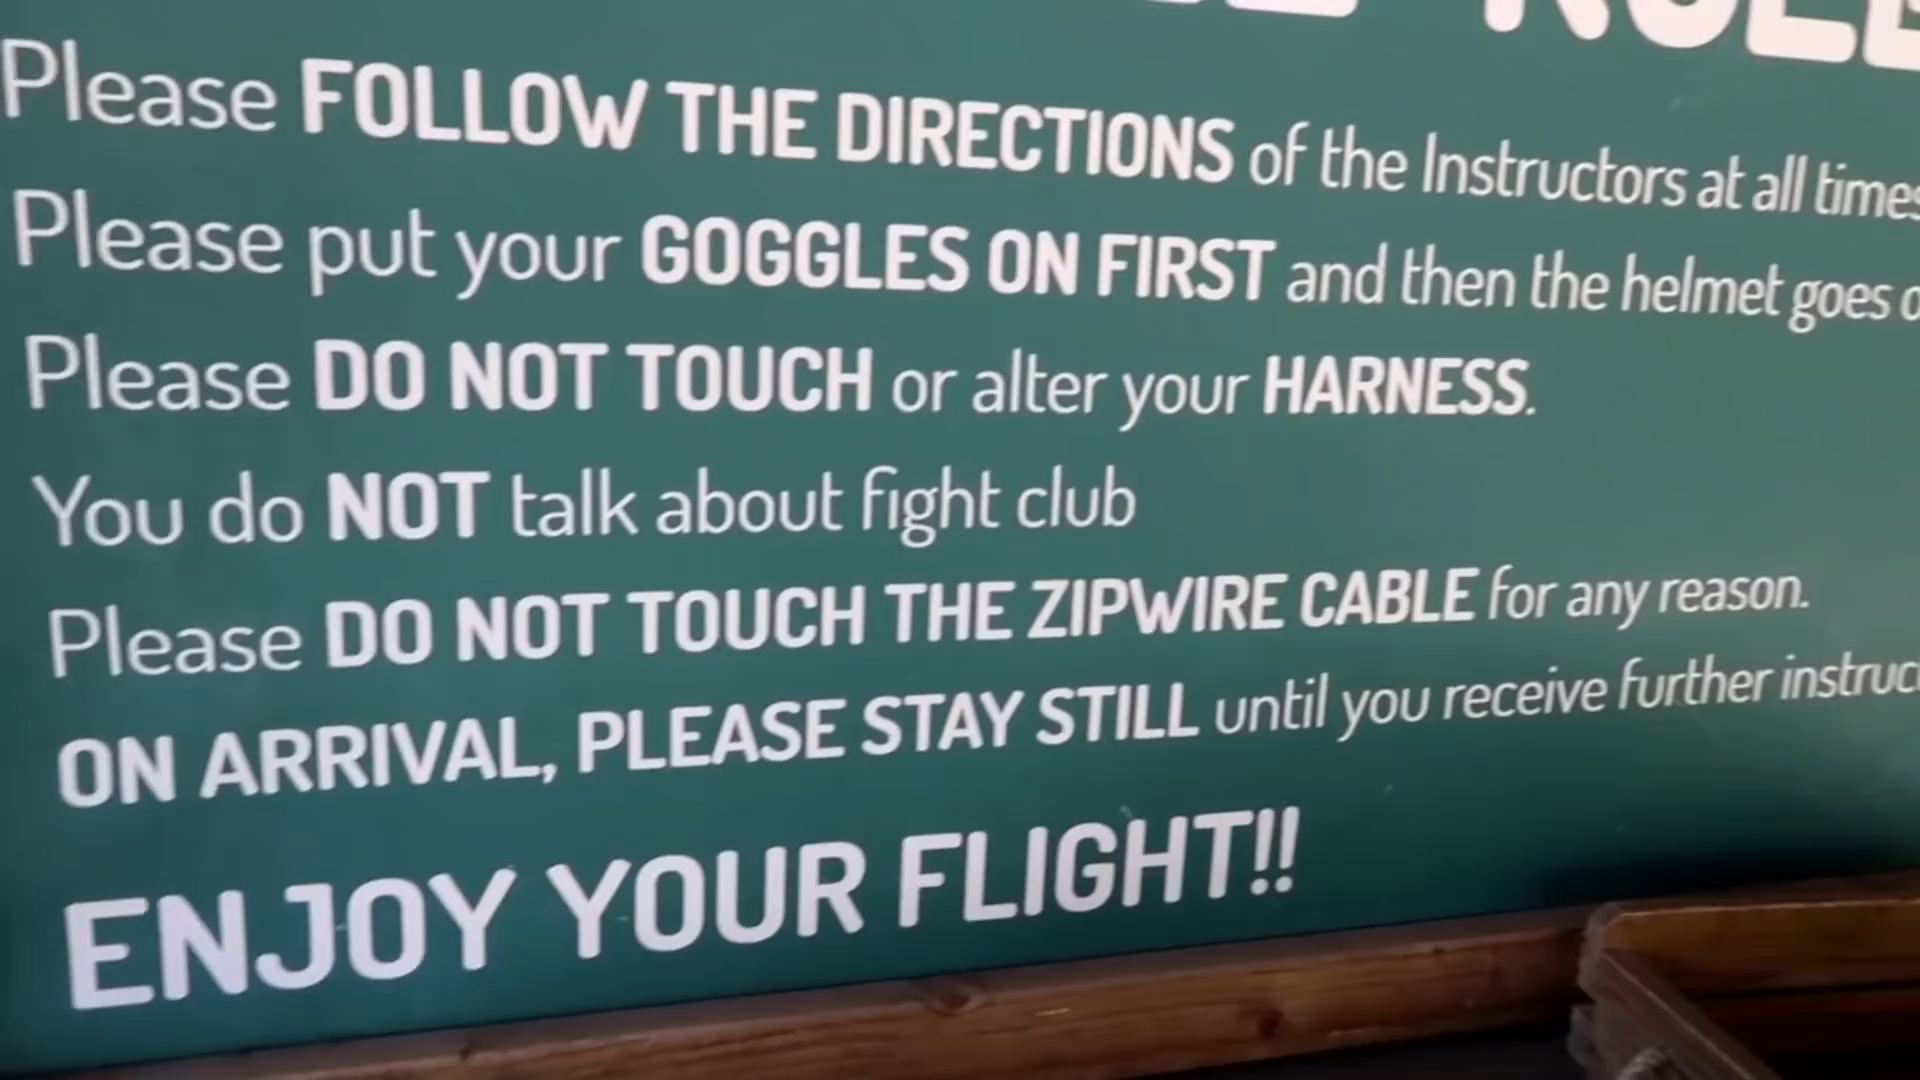 Please FOLLOW THE DIRECTIONS of the Instructors at all times
Please put your GOGGLES ON FIRST and then the helmet goes
Please DO NOT TOUCH or alter your HARNESS.
You do NOT talk about fight club
Please DO NOT TOUCH THE ZIPWIRE CABLE for any reason.
ON ARRIVAL, PLEASE STAY STILL until you receive further
ENJOY YOUR FLIGHT!!